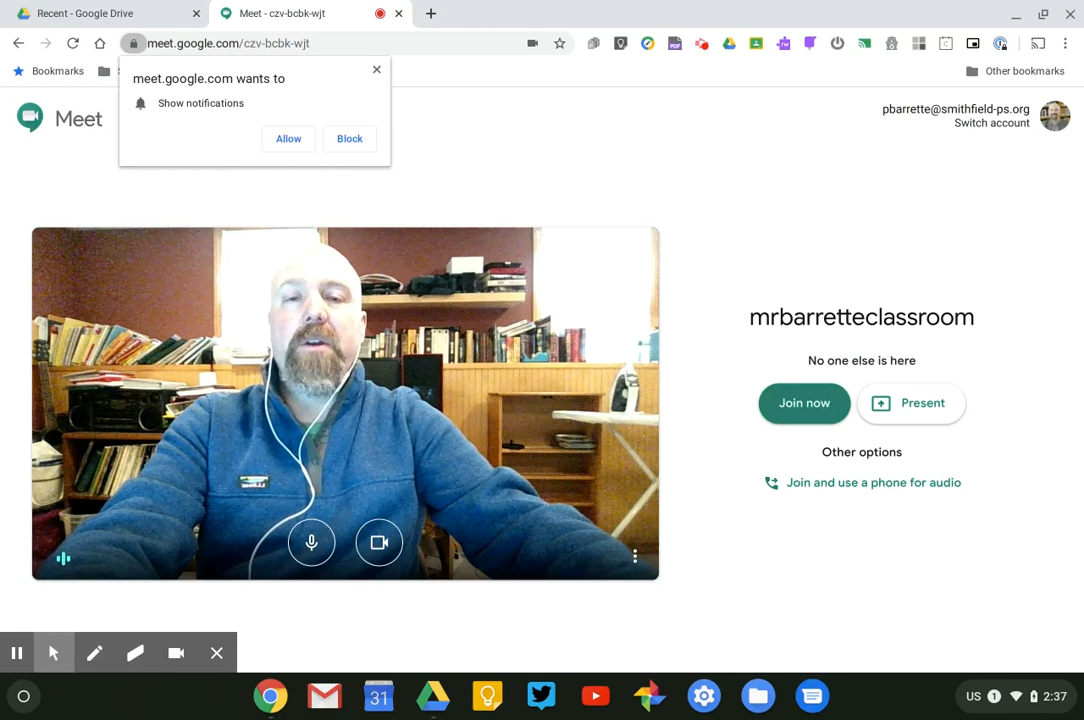 Recent - Google Drive
Meet - czv-bcbk-wjt
meet.google.com/czv-bcbk-wjt
Bookmarks
Other bookmarks
meet.google.com wants to
Show notifications
Allow
Block
Meet
pbarrette@smithfield-ps.org
Switch account
mrbarretteclassroom
No one else is here
Join now
Present
Other options
Join and use a phone for audio
31
US 1 2:37